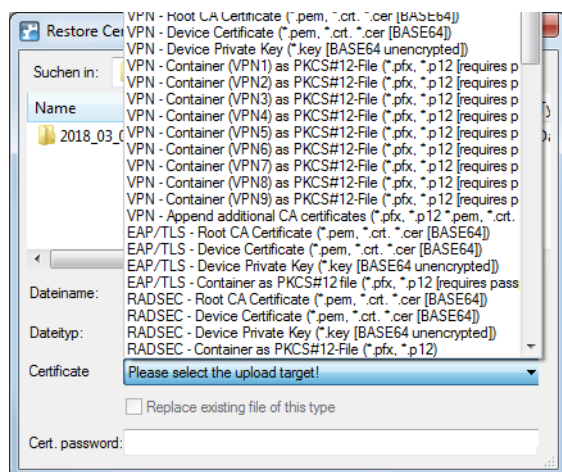 Restore Cer
VPN - Root CA Certificate (*.pem, *.crt. *.cer [BASE64])
VPN - Device Certificate (*.pem, *.crt. *.cer [BASE64])
VPN - Device Private Key (*.key [BASE64 unencrypted])
VPN - Container (VPN1) as PKCS#12-File (*.pfx, *.p12 [requires p
VPN - Container (VPN2) as PKCS#12-File (*.pfx, *.p12 [requires p
VPN - Container (VPN3) as PKCS#12-File (*.pfx, *.p12 [requires p
VPN - Container (VPN4) as PKCS#12-File (*.pfx, *.p12 [requires p
VPN - Container (VPN5) as PKCS#12-File (*.pfx, *.p12 [requires p
VPN - Container (VPN6) as PKCS#12-File (*.pfx, *.p12 [requires p
VPN - Container (VPN7) as PKCS#12-File (*.pfx, *.p12 [requires p
VPN - Container (VPN8) as PKCS#12-File (*.pfx, *.p12 [requires p
VPN - Container (VPN9) as PKCS#12-File (*.pfx, *.p12 [requires p
VPN - Append additional CA certificates (*.pfx, *.p12 *.pem, *.crt.
EAP/TLS - Root CA Certificate (*.pem, *.crt. *.cer [BASE64])
EAP/TLS - Device Certificate (*.pem, *.crt. *.cer [BASE64])
EAP/TLS - Device Private Key (*.key [BASE64 unencrypted])
EAP/TLS - Container as PKCS#12 file (*.pfx, *.p12 [requires pass
RADSEC - Root CA Certificate (*.pem, *.crt. *.cer [BASE64])
RADSEC - Device Certificate (*.pem, *.crt. *.cer [BASE64])
RADSEC - Device Private Key (*.key [BASE64 unencrypted])
RADSEC - Container as PKCS#12-File (*.pfx, *.p12)
Suchen in:
Name
2018_03_0
Dateiname:
Dateityp:
Certificate
Please select the upload target!
Replace existing file of this type
Cert. password: